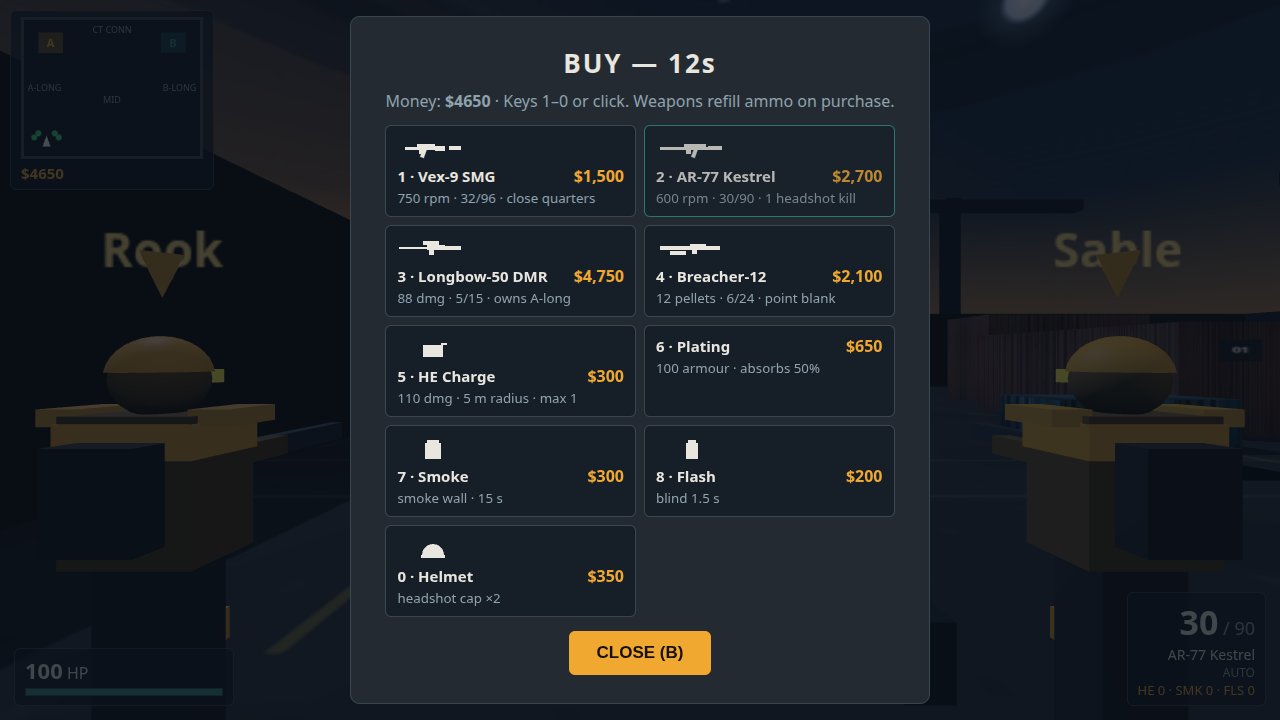 CT CONN
A
B
A-LONG
B-LONG
MID
$4650
BUY — 12s
Money: $4650 · Keys 1–0 or click. Weapons refill ammo on purchase.
1 · Vex-9 SMG $1,500
750 rpm · 32/96 · close quarters
2 · AR-77 Kestrel $2,700
600 rpm · 30/90 · 1 headshot kill
3 · Longbow-50 DMR $4,750
88 dmg · 5/15 · owns A-long
4 · Breacher-12 $2,100
12 pellets · 6/24 · point blank
5 · HE Charge $300
110 dmg · 5 m radius · max 1
6 · Plating $650
100 armour · absorbs 50%
7 · Smoke $300
smoke wall · 15 s
8 · Flash $200
blind 1.5 s
0 · Helmet $350
headshot cap ×2
CLOSE (B)
Rook
Sable
01
100 HP
30 / 90
AR-77 Kestrel
AUTO
HE 0 · SMK 0 · FLS 0